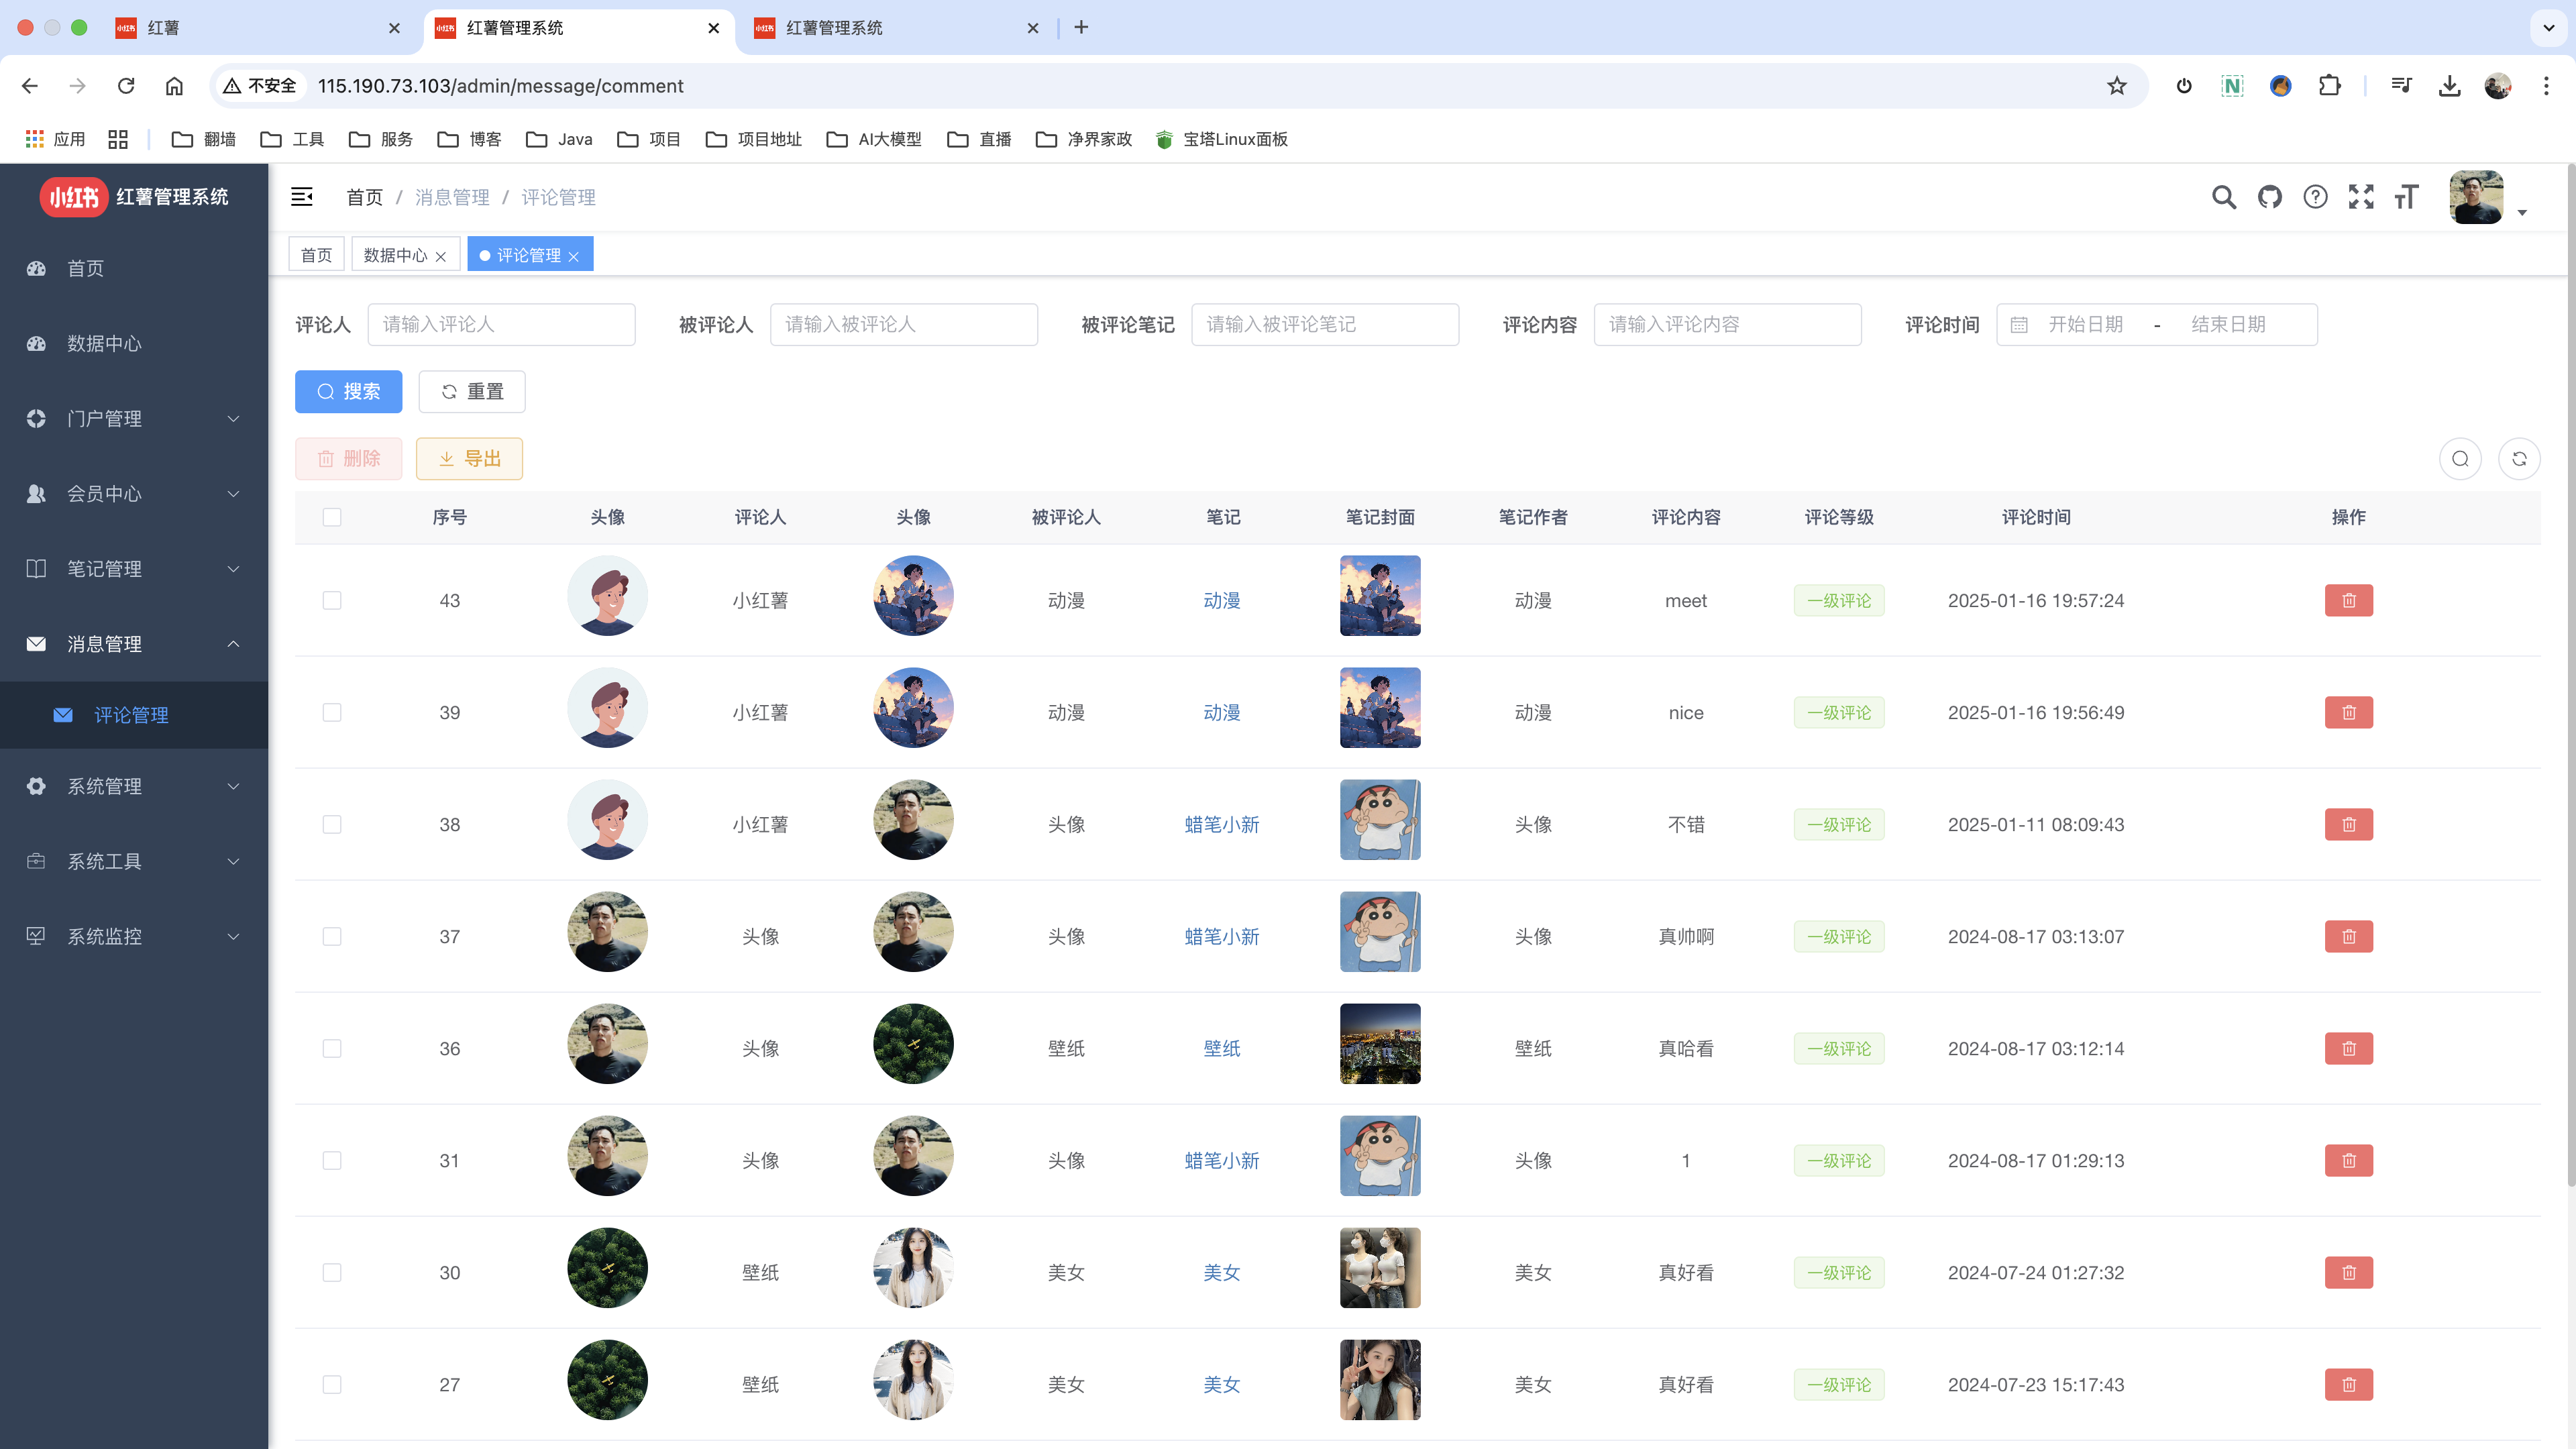 小红书 红薯 小红书 红薯管理系统 小红书 红薯管理系统
不安全 115.190.73.103/admin/message/comment
应用 翻墙 工具 服务 博客 Java 项目 项目地址 AI大模型 直播 净界家政 宝塔Linux面板
小红书 红薯管理系统
首页 / 消息管理 / 评论管理
首页
数据中心
门户管理
会员中心
笔记管理
消息管理
评论管理
系统管理
系统工具
系统监控
首页 数据中心 评论管理
评论人 请输入评论人 被评论人 请输入被评论人 被评论笔记 请输入被评论笔记 评论内容 请输入评论内容 评论时间 开始日期 - 结束日期
搜索 重置
删除 导出
序号 头像 评论人 头像 被评论人 笔记 笔记封面 笔记作者 评论内容 评论等级 评论时间 操作
43 小红薯 动漫 动漫 动漫 meet 一级评论 2025-01-16 19:57:24
39 小红薯 动漫 动漫 动漫 nice 一级评论 2025-01-16 19:56:49
38 小红薯 头像 蜡笔小新 头像 不错 一级评论 2025-01-11 08:09:43
37 头像 头像 蜡笔小新 头像 真帅啊 一级评论 2024-08-17 03:13:07
36 头像 壁纸 壁纸 壁纸 真哈看 一级评论 2024-08-17 03:12:14
31 头像 头像 蜡笔小新 头像 1 一级评论 2024-08-17 01:29:13
30 壁纸 美女 美女 美女 真好看 一级评论 2024-07-24 01:27:32
27 壁纸 美女 美女 美女 真好看 一级评论 2024-07-23 15:17:43